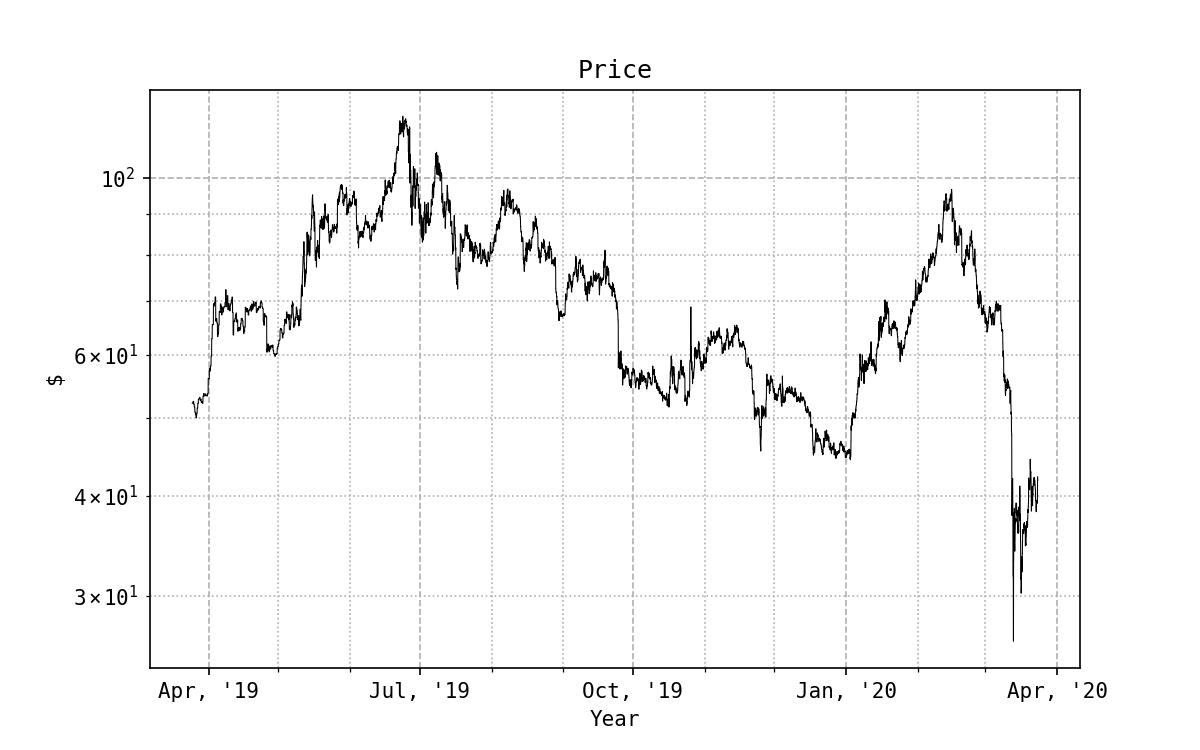 Price
10²
6×10¹
$
4×10¹
3×10¹
Apr, '19 Jul, '19 Oct, '19 Jan, '20 Apr, '20
Year